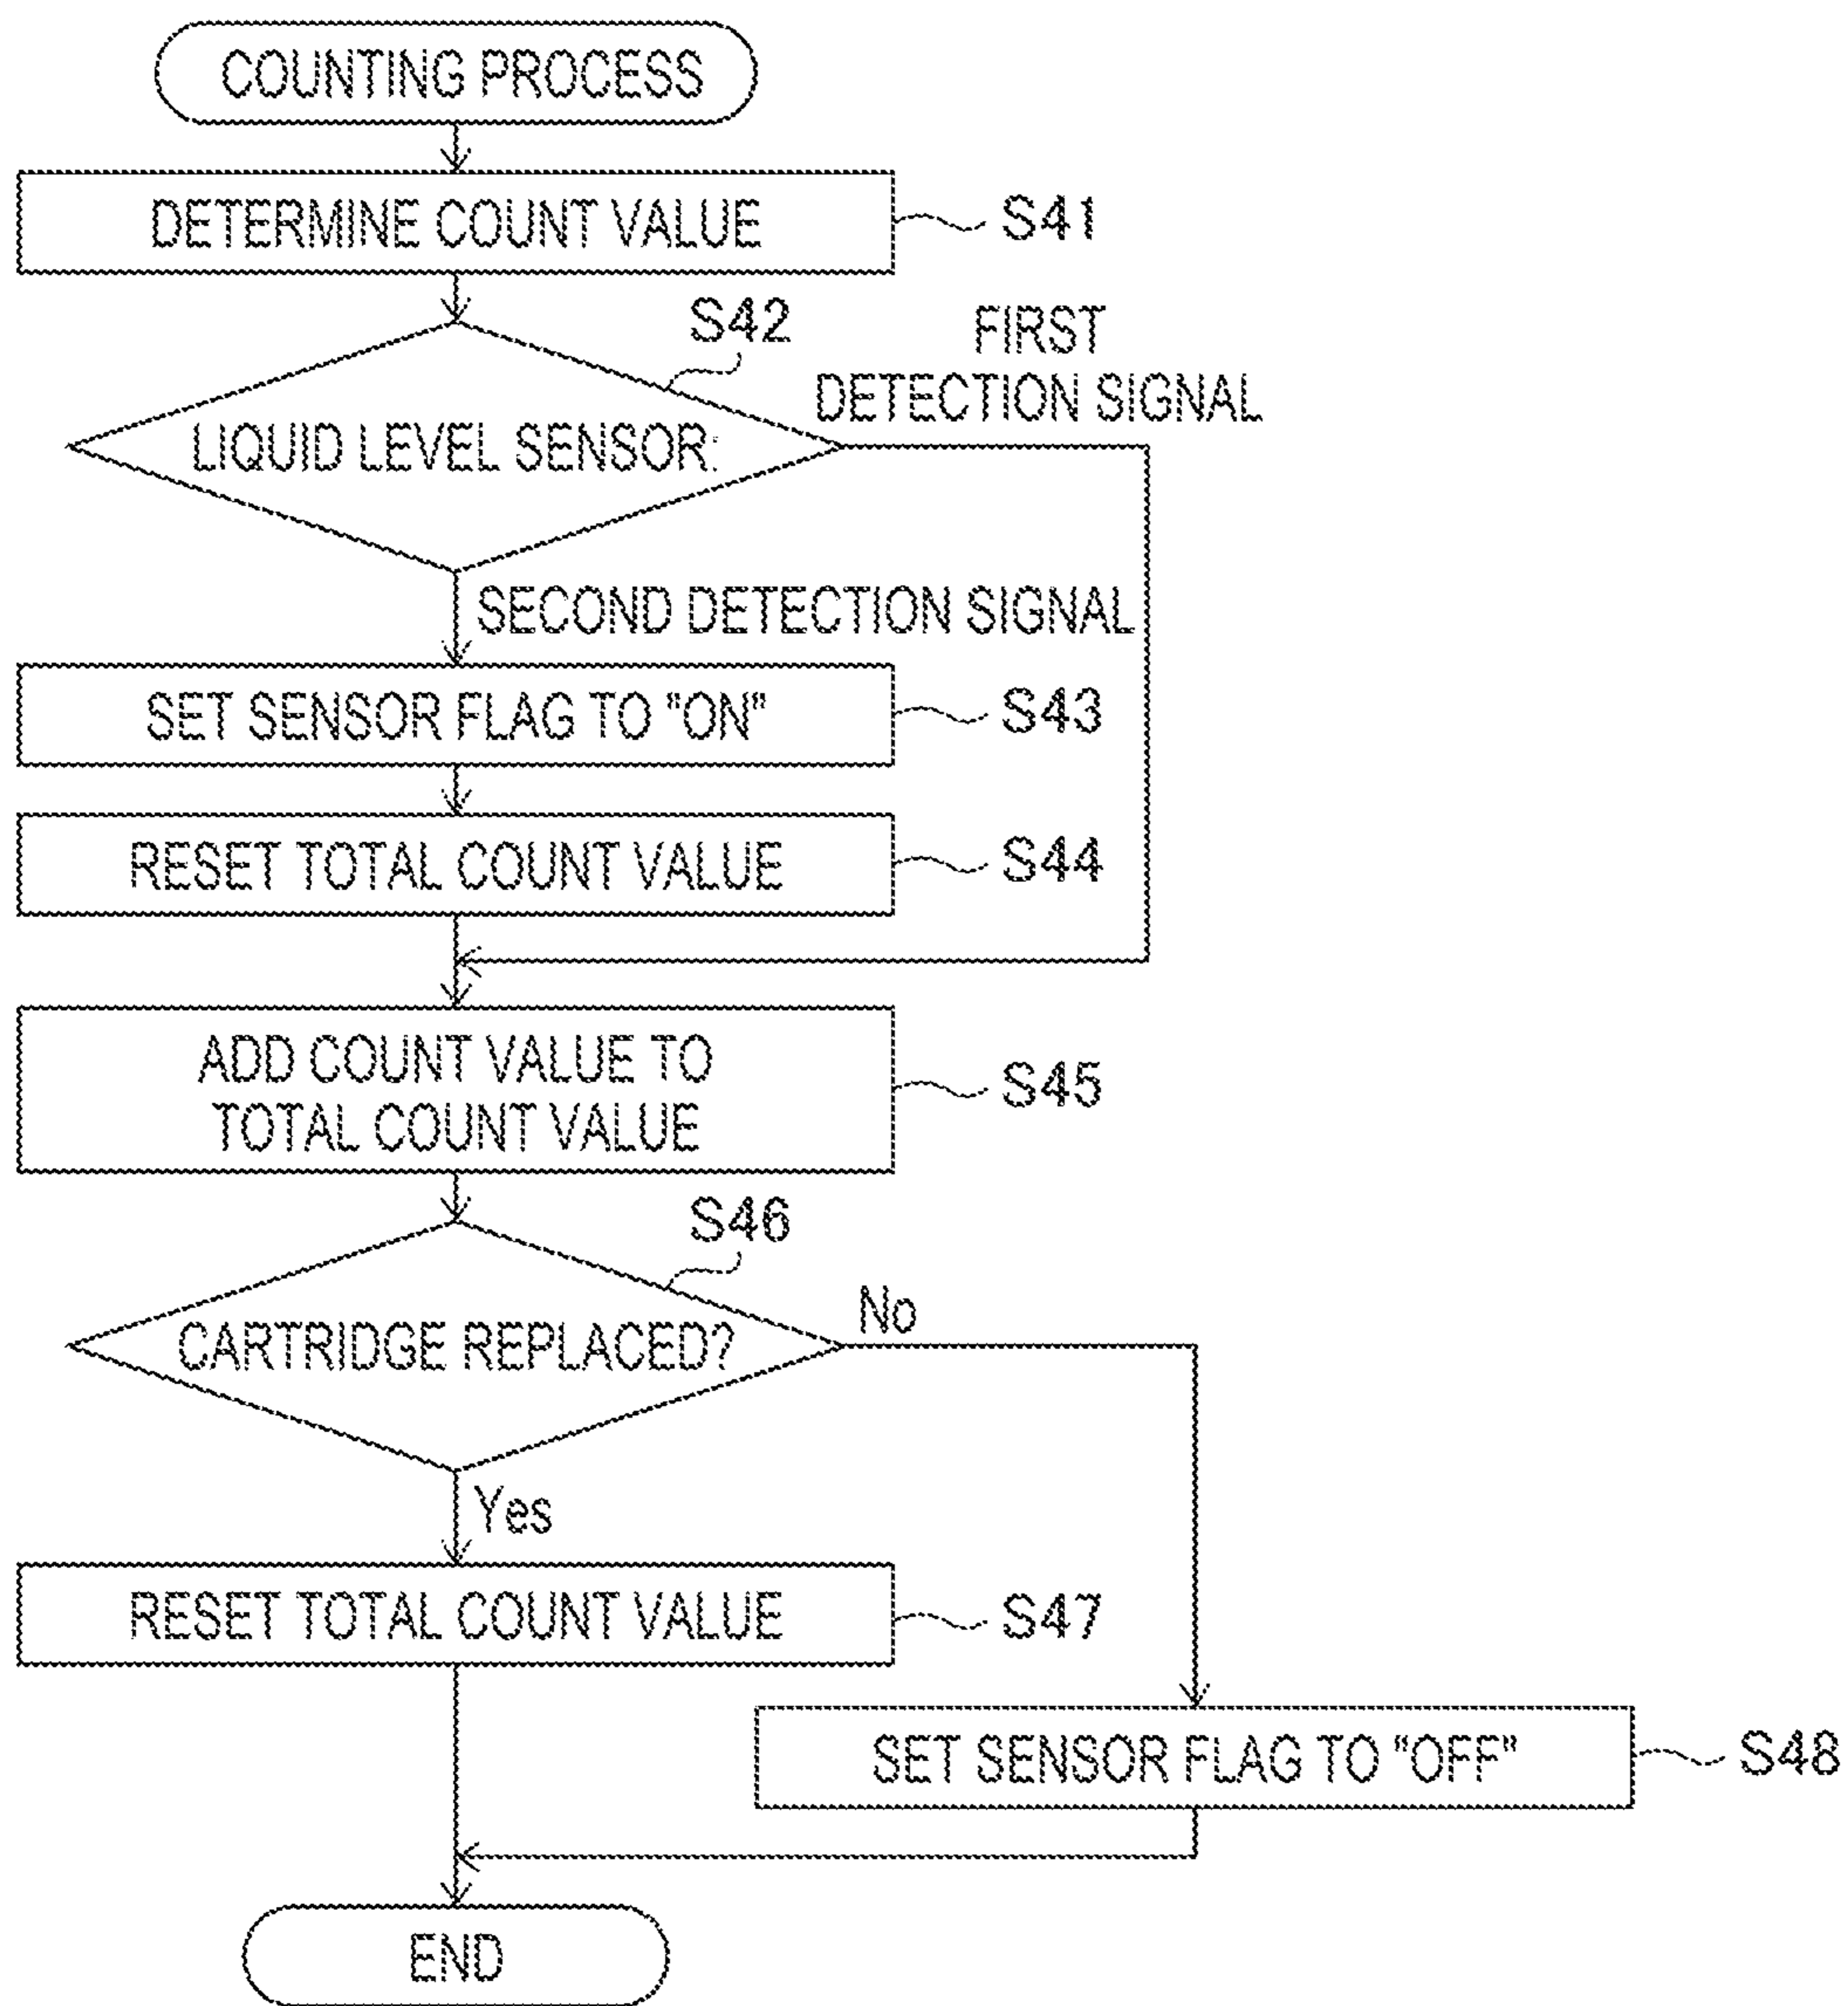 COUNTING PROCESS
DETERMINE COUNT VALUE
S41
S42
FIRST
DETECTION SIGNAL
LIQUID LEVEL SENSOR:
SECOND DETECTION SIGNAL
SET SENSOR FLAG TO "ON"
S43
RESET TOTAL COUNT VALUE
S44
ADD COUNT VALUE TO
TOTAL COUNT VALUE
S45
S46
CARTRIDGE REPLACED?
No
Yes
RESET TOTAL COUNT VALUE
S47
SET SENSOR FLAG TO "OFF"
S48
END